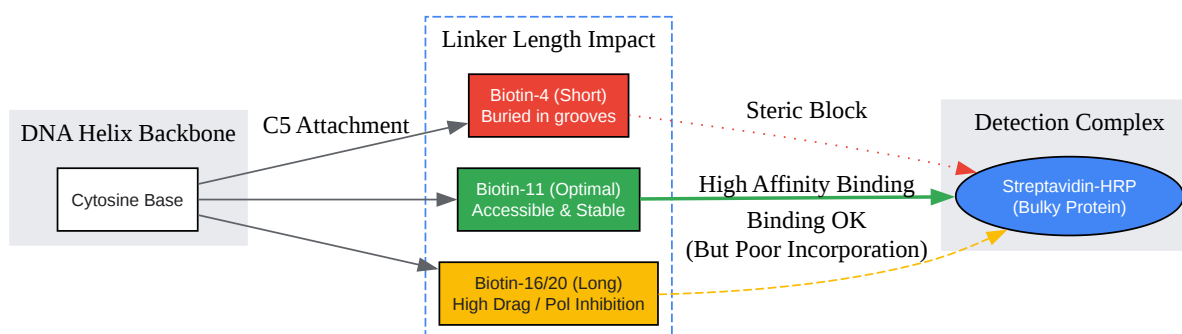 DNA Helix Backbone
Cytosine Base
C5 Attachment
Linker Length Impact
Biotin-4 (Short)
Buried in grooves
Biotin-11 (Optimal)
Accessible & Stable
Biotin-16/20 (Long)
High Drag / Pol Inhibition
Steric Block
High Affinity Binding
Binding OK
(But Poor Incorporation)
Detection Complex
Streptavidin-HRP
(Bulky Protein)